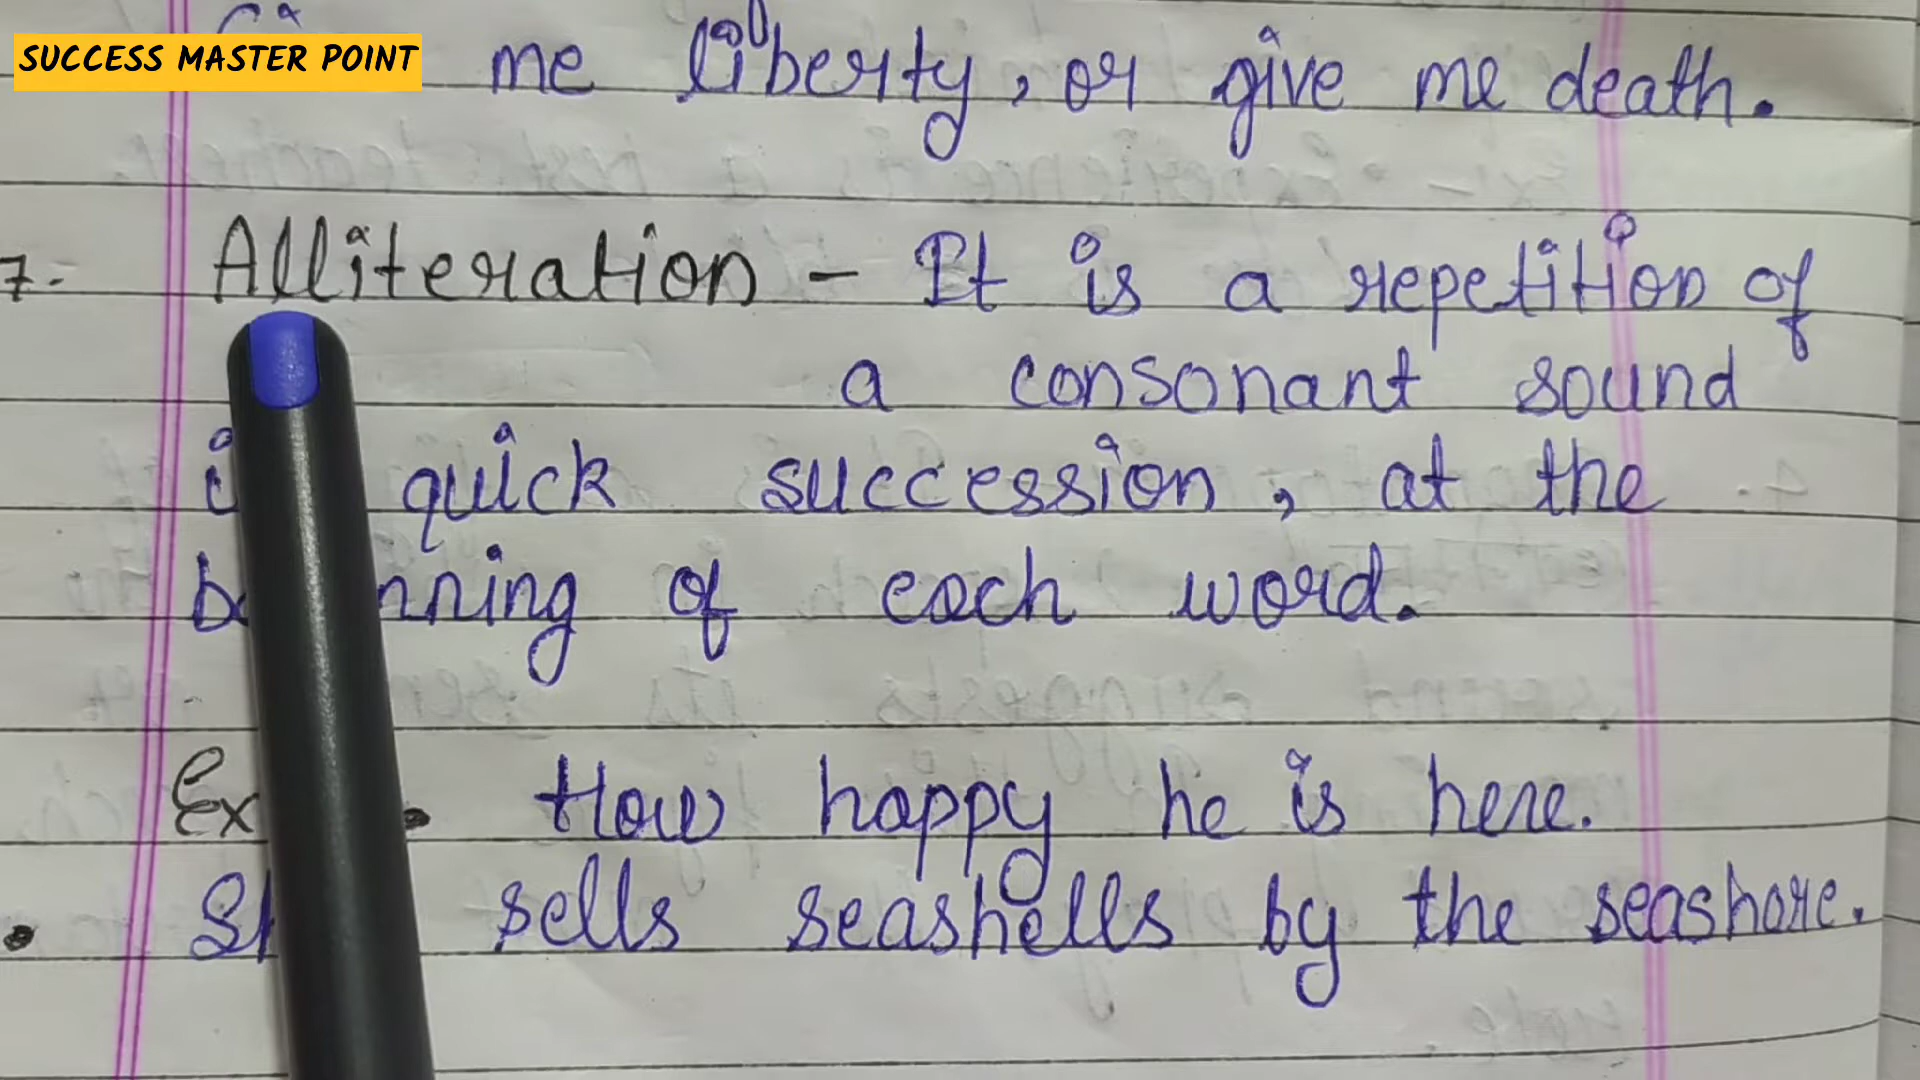 SUCCESS MASTER POINT
me liberty, or give me death.
7. Alliteration - It is a repetition of
a consonant sound
quick succession, at the
of each word.
Ex How happy he is here.
sells seashells by the seashore.